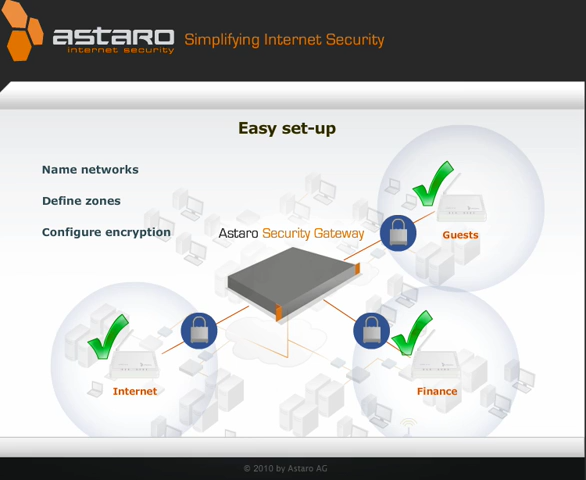 astaro
internet security
Simplifying Internet Security
Easy set-up
Name networks
Define zones
Configure encryption
Astaro Security Gateway
Guests
Internet
Finance
© 2010 by Astaro AG